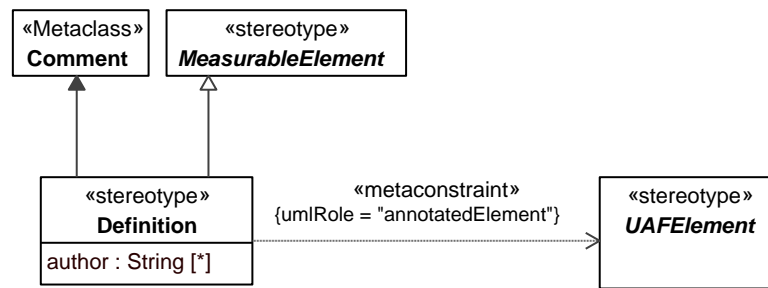 «Metaclass»
Comment
«stereotype»
MeasurableElement
«stereotype»
Definition
author : String [*]
«metaconstraint»
{umlRole = "annotatedElement"}
«stereotype»
UAFElement